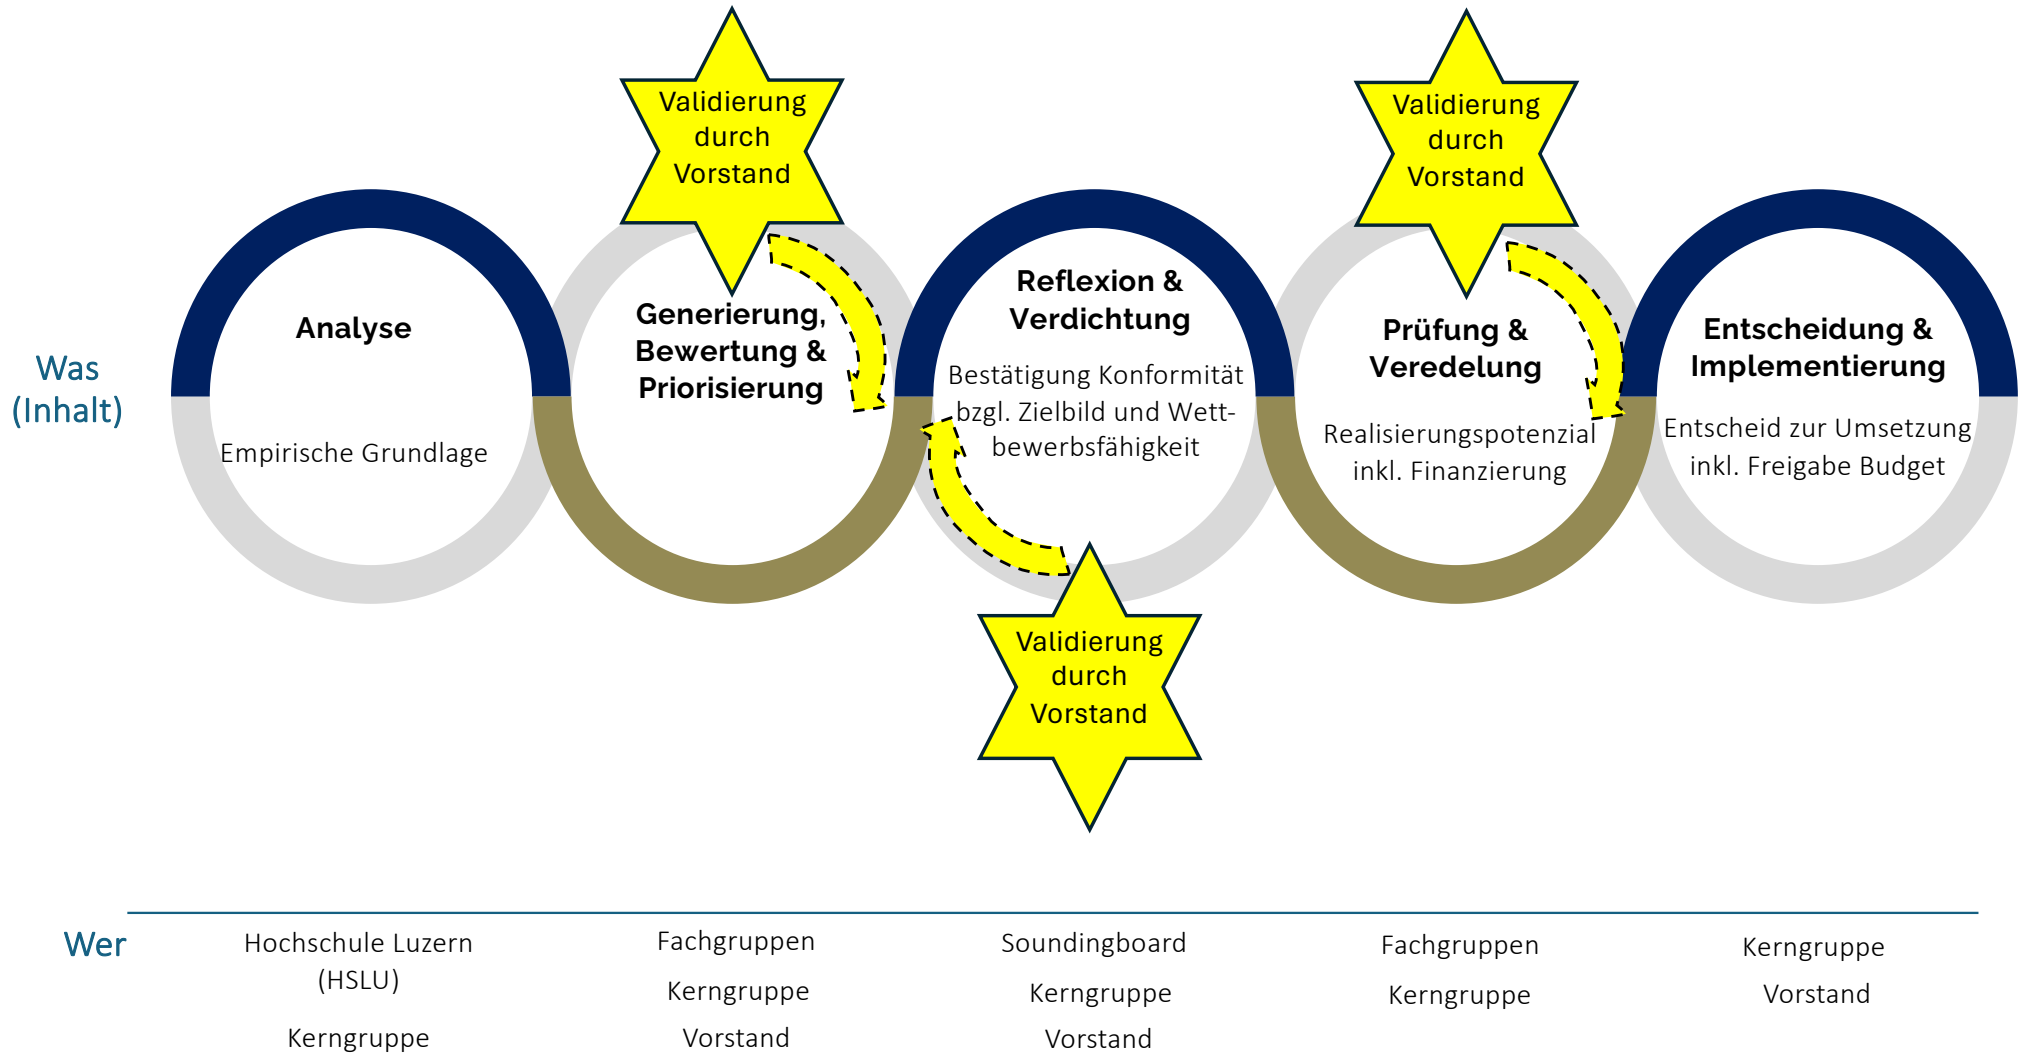 Validierung
durch
Vorstand
Validierung
durch
Vorstand
Was
(Inhalt)
Analyse
Empirische Grundlage
Generierung,
Bewertung &
Priorisierung
Reflexion &
Verdichtung
Bestätigung Konformität
bzgl. Zielbild und Wett-
bewerbsfähigkeit
Prüfung &
Veredelung
Realisierungspotenzial
inkl. Finanzierung
Entscheidung &
Implementierung
Entscheid zur Umsetzung
inkl. Freigabe Budget
Validierung
durch
Vorstand
Wer
Hochschule Luzern
(HSLU)
Kerngruppe
Fachgruppen
Kerngruppe
Vorstand
Soundingboard
Kerngruppe
Vorstand
Fachgruppen
Kerngruppe
Kerngruppe
Vorstand